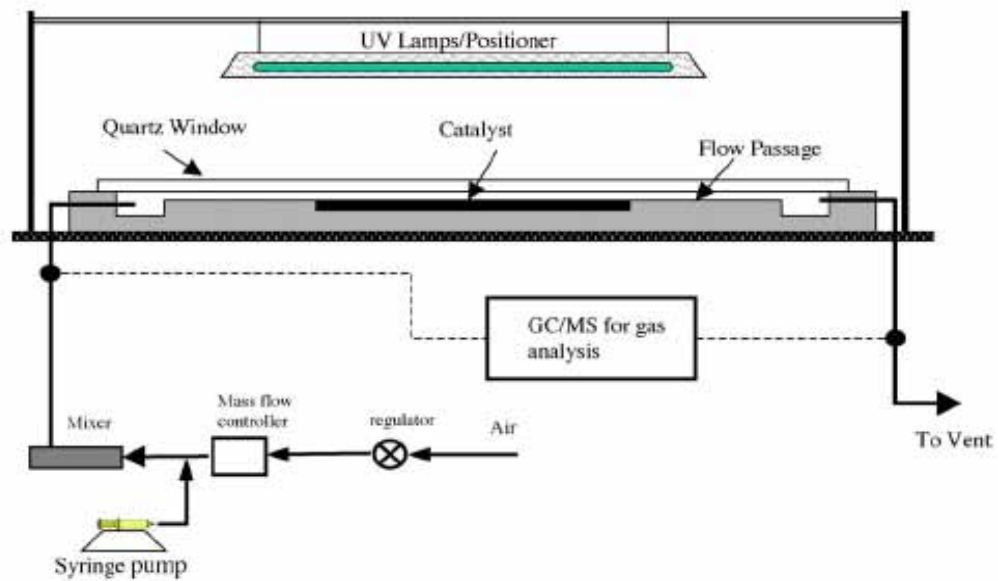 UV Lamps/Positioner
Quartz Window
Catalyst
Flow Passage
GC/MS for gas
analysis
Mass flow
controller
regulator
Air
Mixer
To Vent
Syringe pump